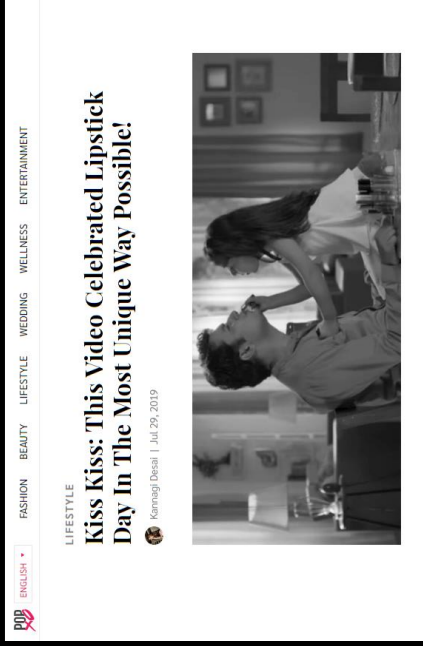 POP
xo
ENGLISH
FASHION BEAUTY LIFESTYLE WEDDING WELLNESS ENTERTAINMENT
LIFESTYLE
Kiss Kiss: This Video Celebrated Lipstick
Day In The Most Unique Way Possible!
Kannagi Desai | Jul 29, 2019